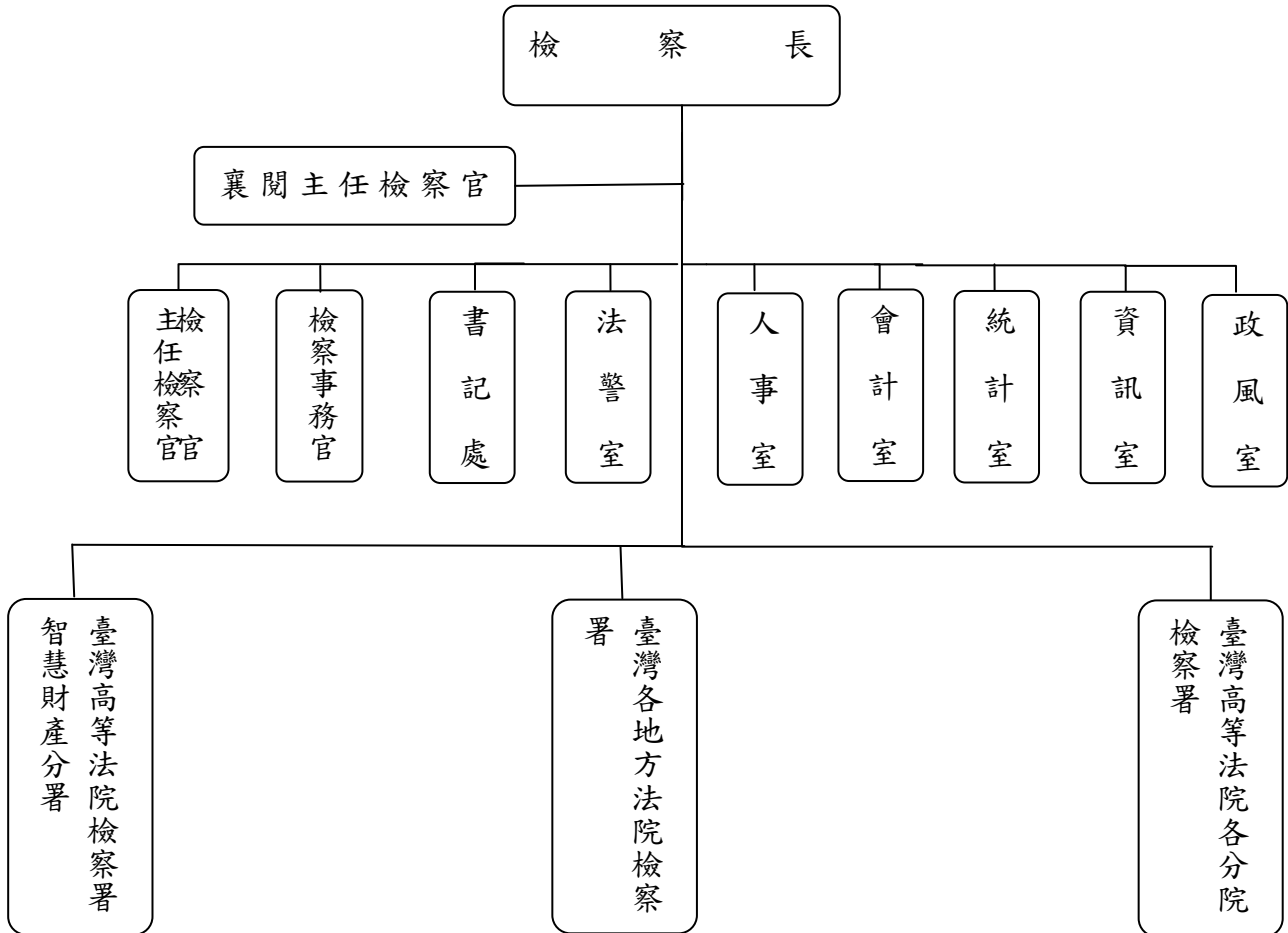 檢察長
襄閱主任檢察官
檢察官
主任檢察官
檢察事務官
書記處
法警室
人事室
會計室
統計室
資訊室
政風室
臺灣高等法院檢察署
智慧財產分署
臺灣各地方法院檢察
署
臺灣高等法院各分院
檢察署